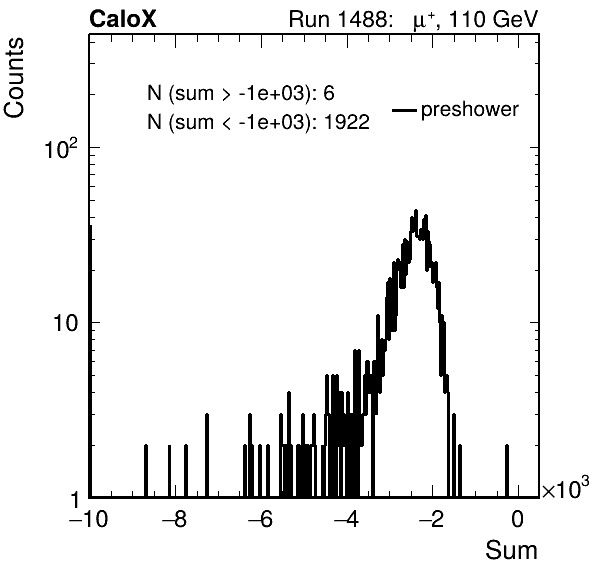 CaloX
Run 1488: μ⁺, 110 GeV
Counts
N (sum > -1e+03): 6
N (sum < -1e+03): 1922
preshower
10²
10
1
−10 −8 −6 −4 −2 0 ×10³
Sum